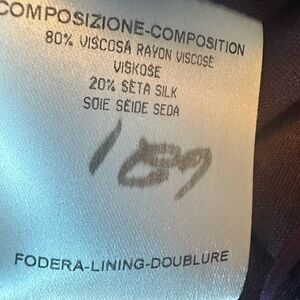 COMPOSIZIONE-COMPOSITION
80% VISCOSA RAYON VISCOSE
VISKOSE
20% SETA SILK
SOIE SEIDE SEDA
189
FODERA-LINING-DOUBLURE